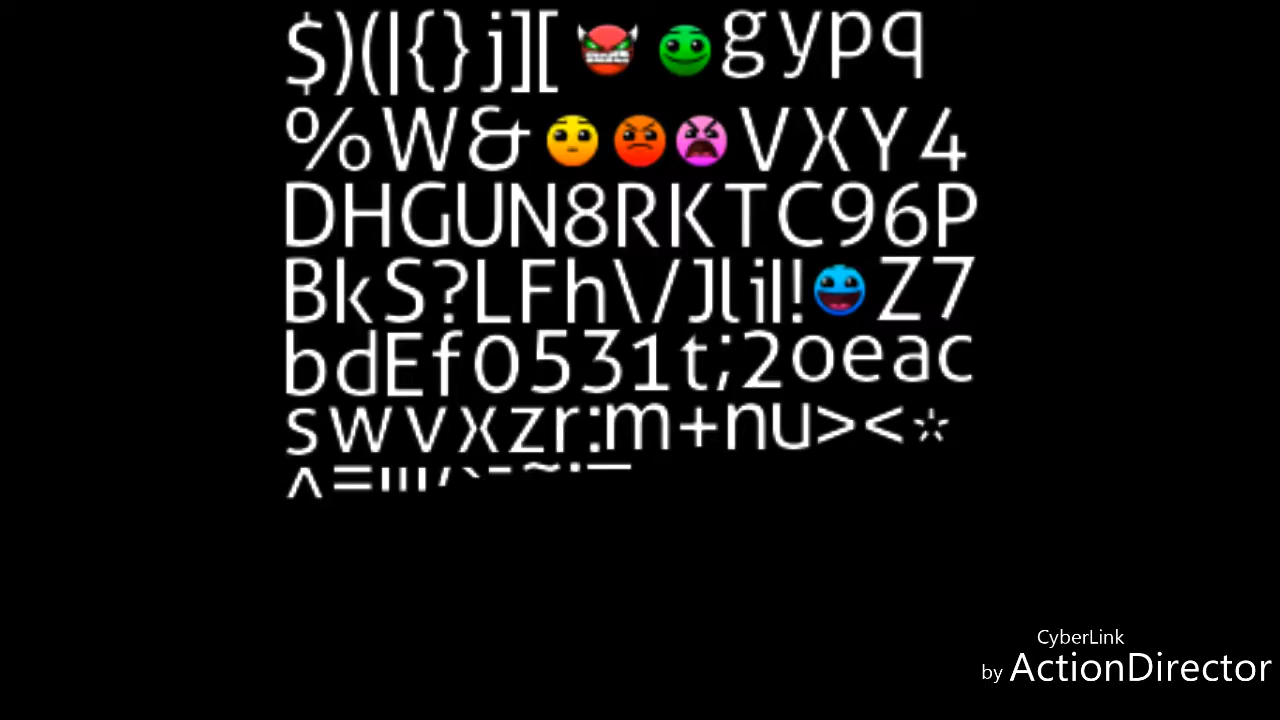 $)(|{}j][ gypq
%W& VXY4
DHGUN8RKTC96P
BkS?LFh\/Jlil!Z7
bdEf0531t;2oeac
swvxzr:m+nu><*
^="',`-~._
CyberLink
by ActionDirector